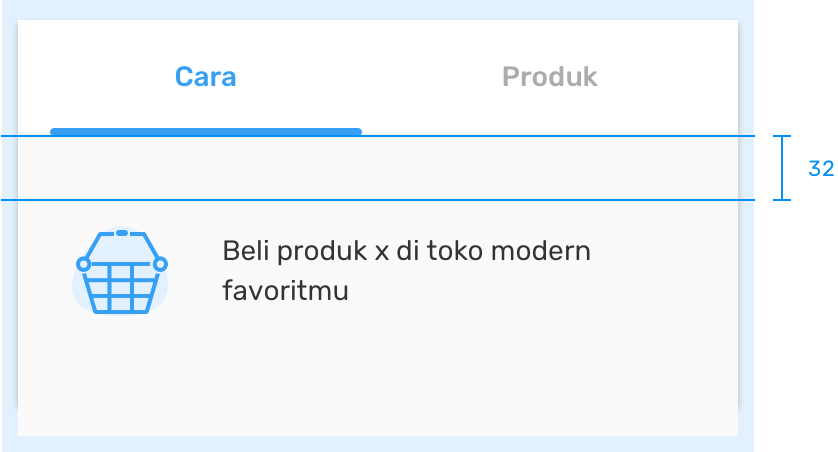 Cara
Produk
32
Beli produk x di toko modern
favoritmu